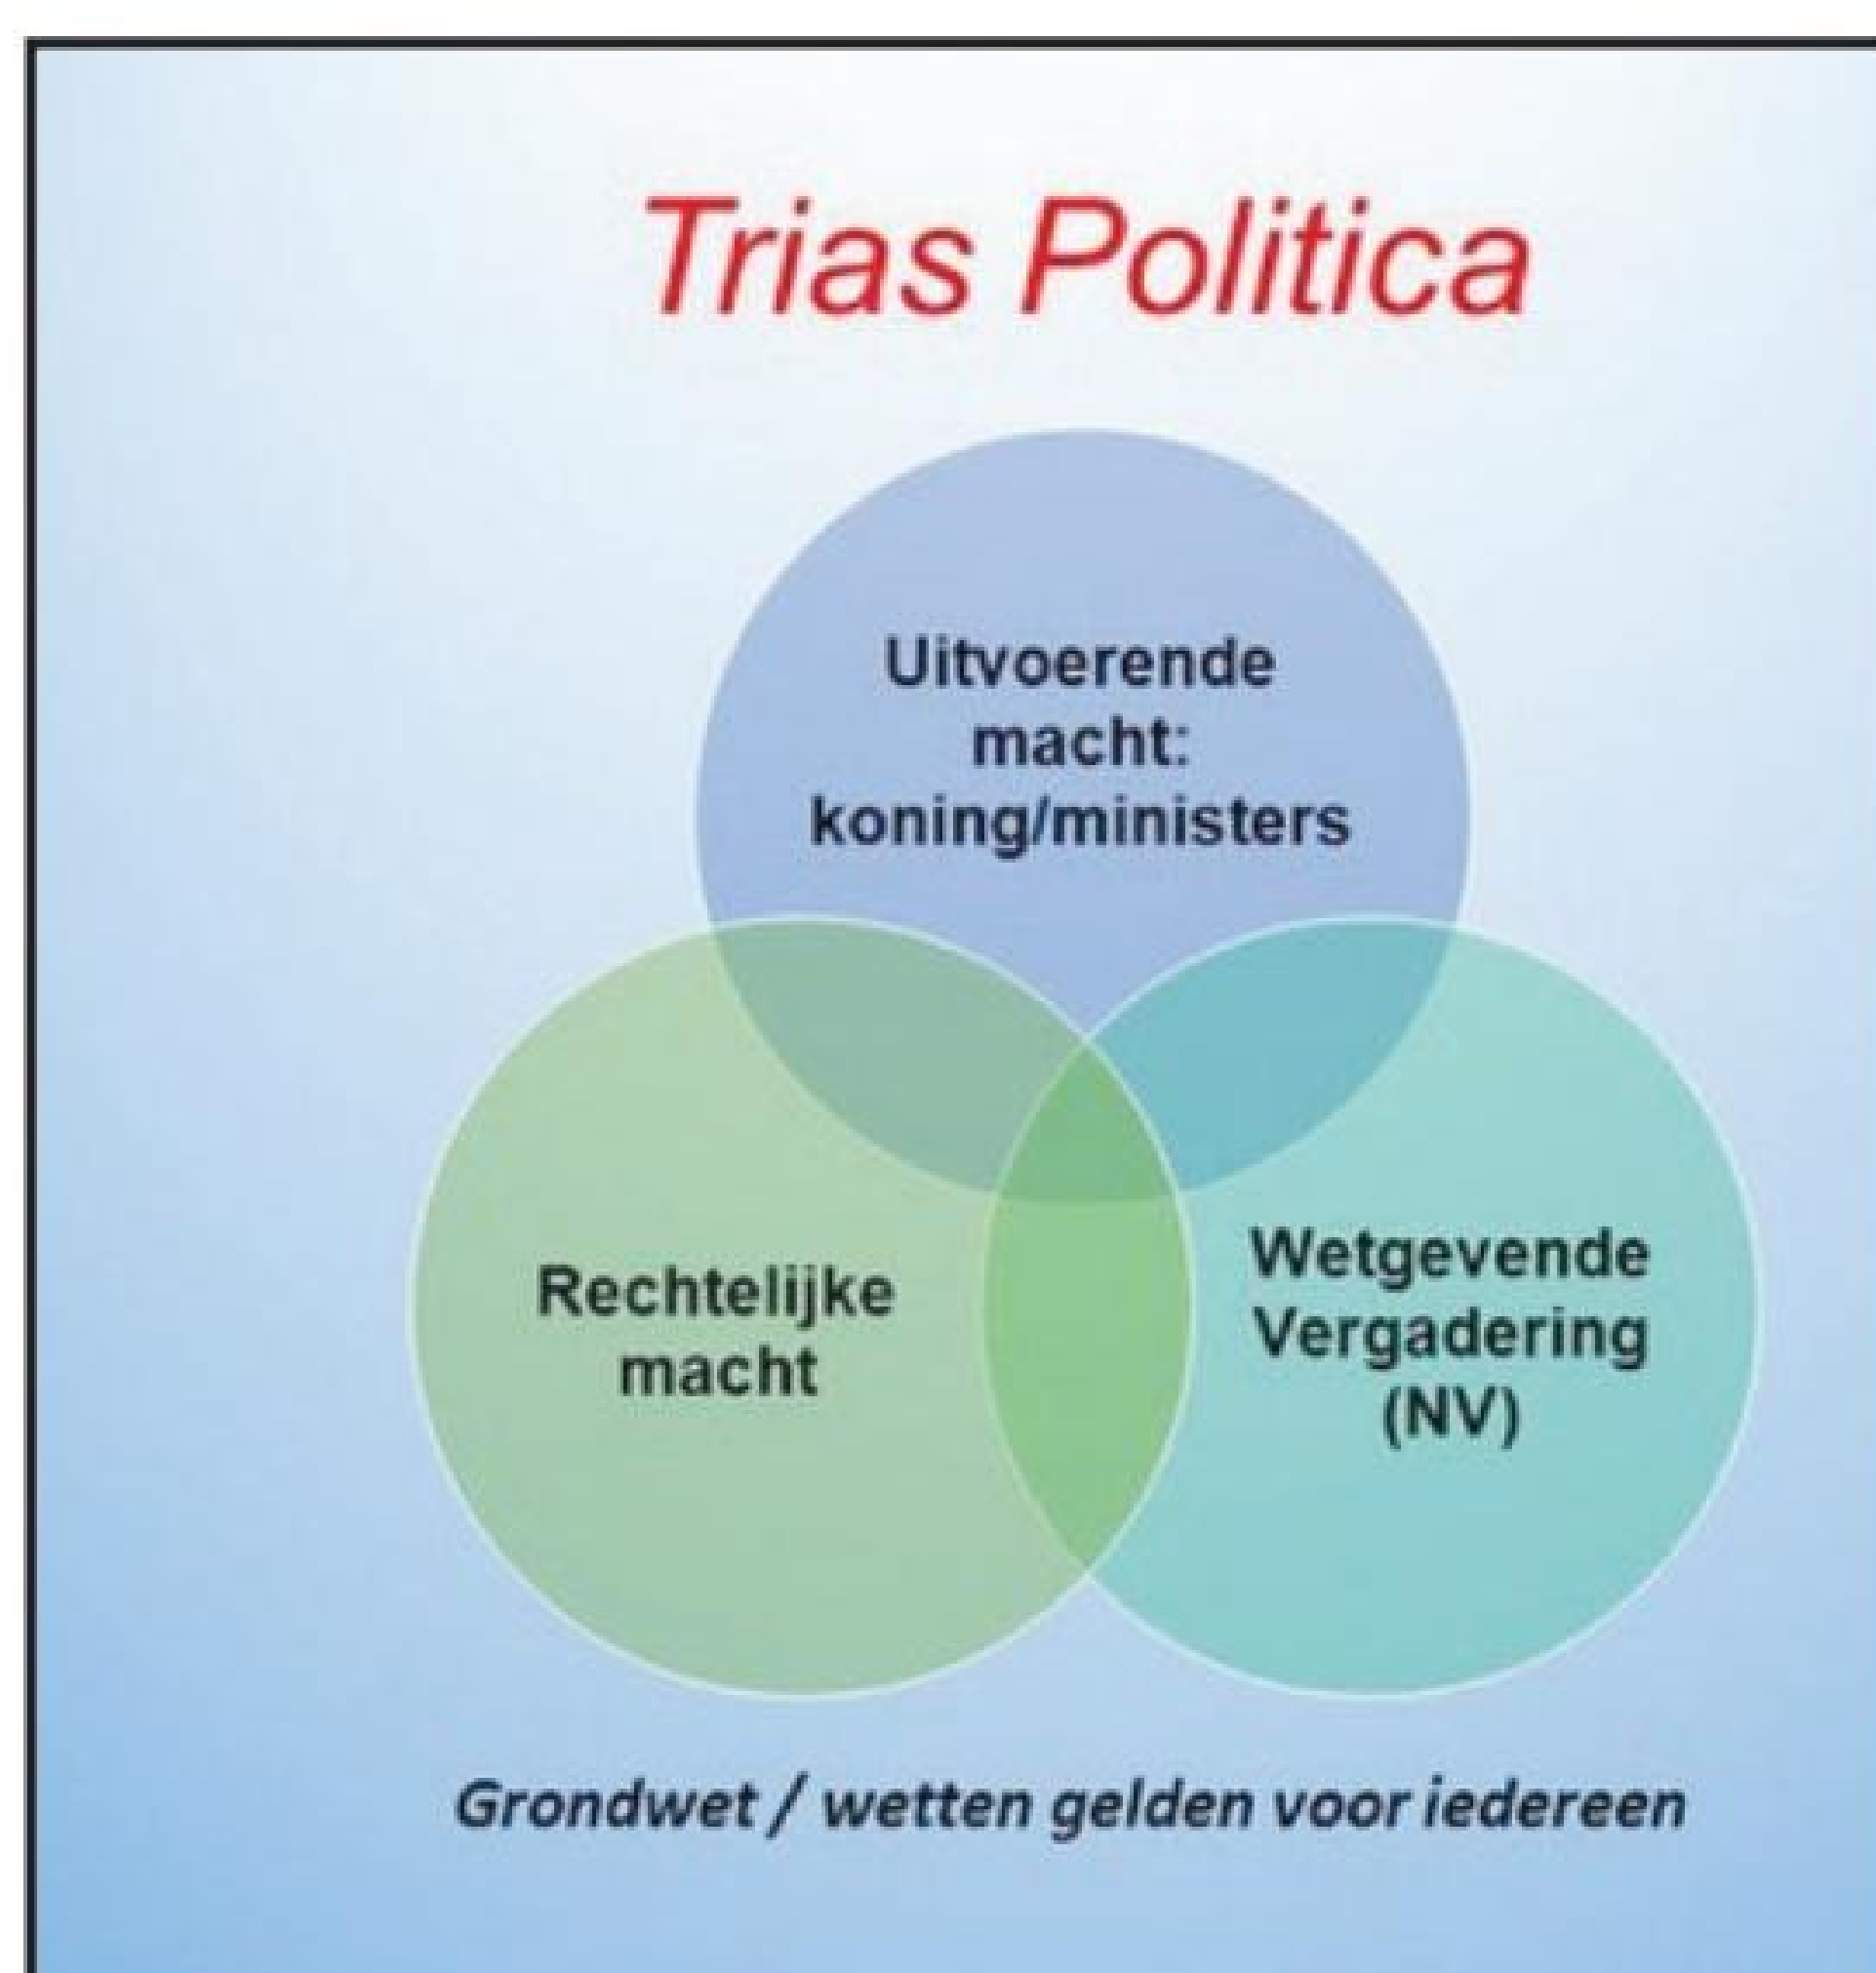 Trias Politica
Uitvoerende
macht:
koning/ministers
Rechtelijke
macht
Wetgevende
Vergadering
(NV)
Grondwet / wetten gelden voor iedereen